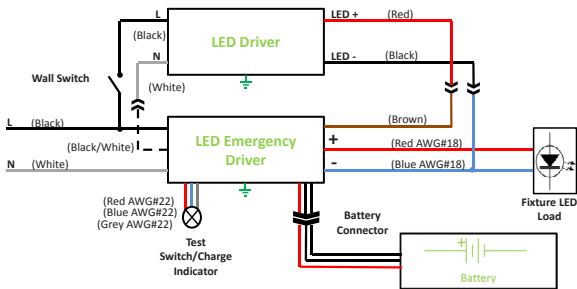 L
LED +
(Red)
(Black)
LED Driver
N
LED -
(Black)
Wall Switch
(White)
L
(Black)
(Brown)
(Black/White)
LED Emergency
Driver
+
(Red AWG#18)
N
(White)
-
(Blue AWG#18)
Fixture LED
Load
(Red AWG#22)
(Blue AWG#22)
(Grey AWG#22)
Battery
Connector
Test
Switch/Charge
Indicator
+
Battery